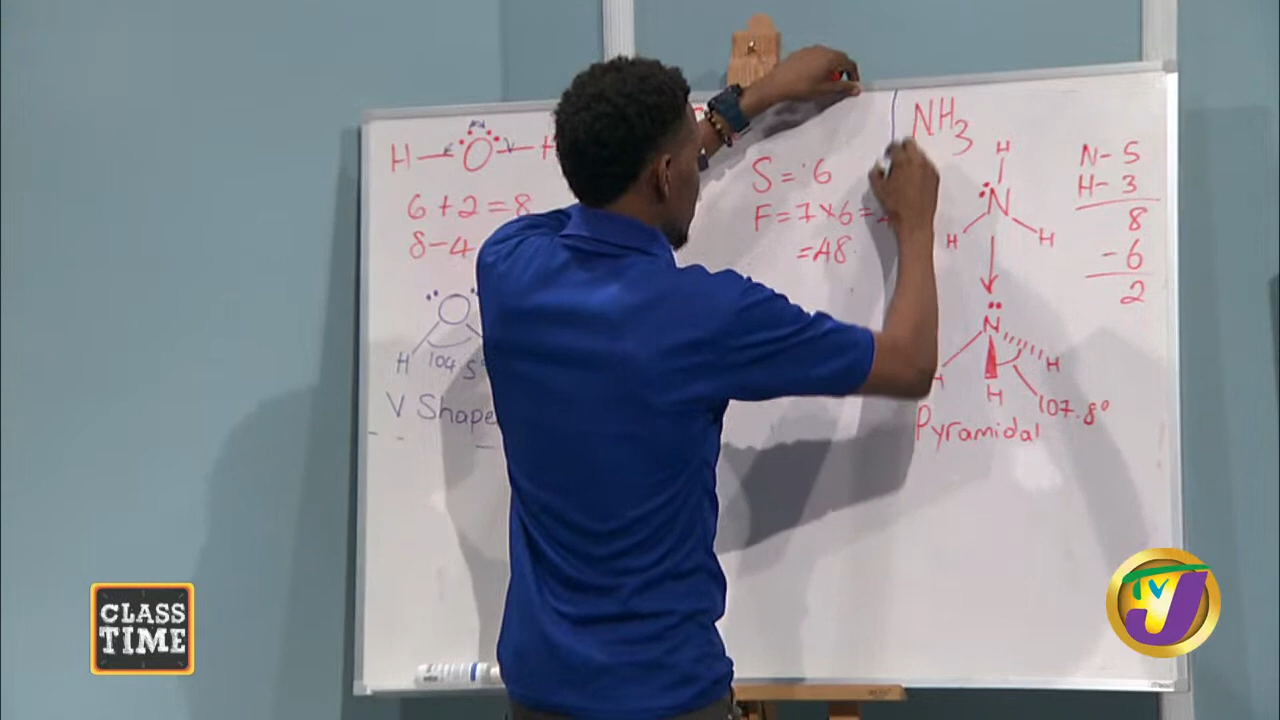 H O H
6 + 2 = 8
8 - 4
O
H 104.5°
V Shape
S = 6
F = 7 × 6 =
= 48
NH3
H
N
H H
N
H
H
107.8°
Pyramidal
N - 5
H - 3
8
- 6
2
CLASS
TIME
TVJ